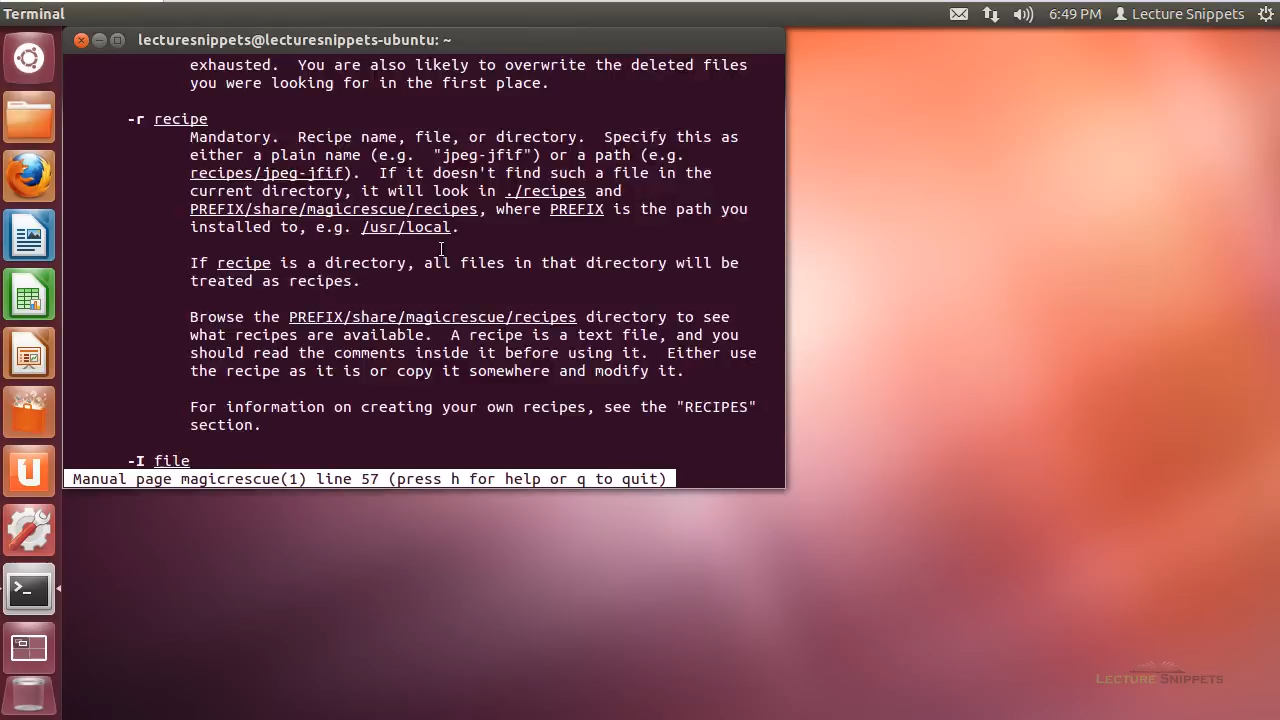 Terminal
6:49 PM
Lecture Snippets
lecturesnippets@lecturesnippets-ubuntu: ~
exhausted.  You are also likely to overwrite the deleted files
you were looking for in the first place.
-r recipe
Mandatory.  Recipe name, file, or directory.  Specify this as
either a plain name (e.g.  "jpeg-jfif") or a path (e.g.
recipes/jpeg-jfif).  If it doesn't find such a file in the
current directory, it will look in ./recipes and
PREFIX/share/magicrescue/recipes, where PREFIX is the path you
installed to, e.g. /usr/local.
If recipe is a directory, all files in that directory will be
treated as recipes.
Browse the PREFIX/share/magicrescue/recipes directory to see
what recipes are available.  A recipe is a text file, and you
should read the comments inside it before using it.  Either use
the recipe as it is or copy it somewhere and modify it.
For information on creating your own recipes, see the "RECIPES"
section.
-I file
Manual page magicrescue(1) line 57 (press h for help or q to quit)
LECTURE SNIPPETS